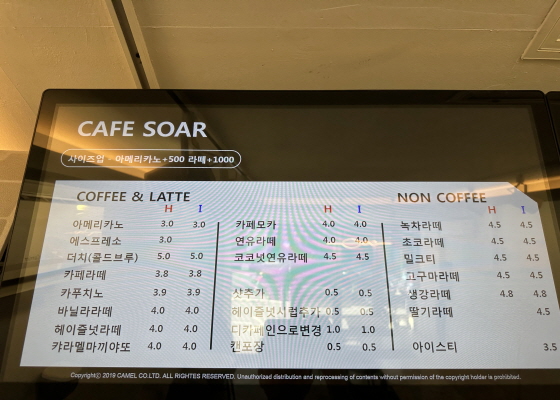 CAFE SOAR
사이즈업 - 아메리카노+500 라떼+1000
COFFEE & LATTE
H I
아메리카노 3.0 3.0
에스프레소 3.0
더치(콜드브루) 5.0 5.0
카페라떼 3.8 3.8
카푸치노 3.9 3.9
바닐라라떼 4.0 4.0
헤이즐넛라떼 4.0 4.0
캬라멜마끼야또 4.0 4.0
H I
카페모카 4.0 4.0
연유라떼 4.0 4.0
코코넛연유라떼 4.5 4.5
샷추가 0.5 0.5
헤이즐넛시럽추가 0.5 0.5
디카페인으로변경 1.0 1.0
캔포장 0.5 0.5
NON COFFEE
H I
녹차라떼 4.5 4.5
초코라떼 4.5 4.5
밀크티 4.5 4.5
고구마라떼 4.5 4.5
생강라떼 4.8 4.8
딸기라떼 4.5
아이스티 3.5
Copyrightⓒ 2019 CAMEL CO.LTD. ALL RIGHTES RESERVED. Unauthorized distribution and reprocessing of contents without permission of the copyright holder is prohibited.